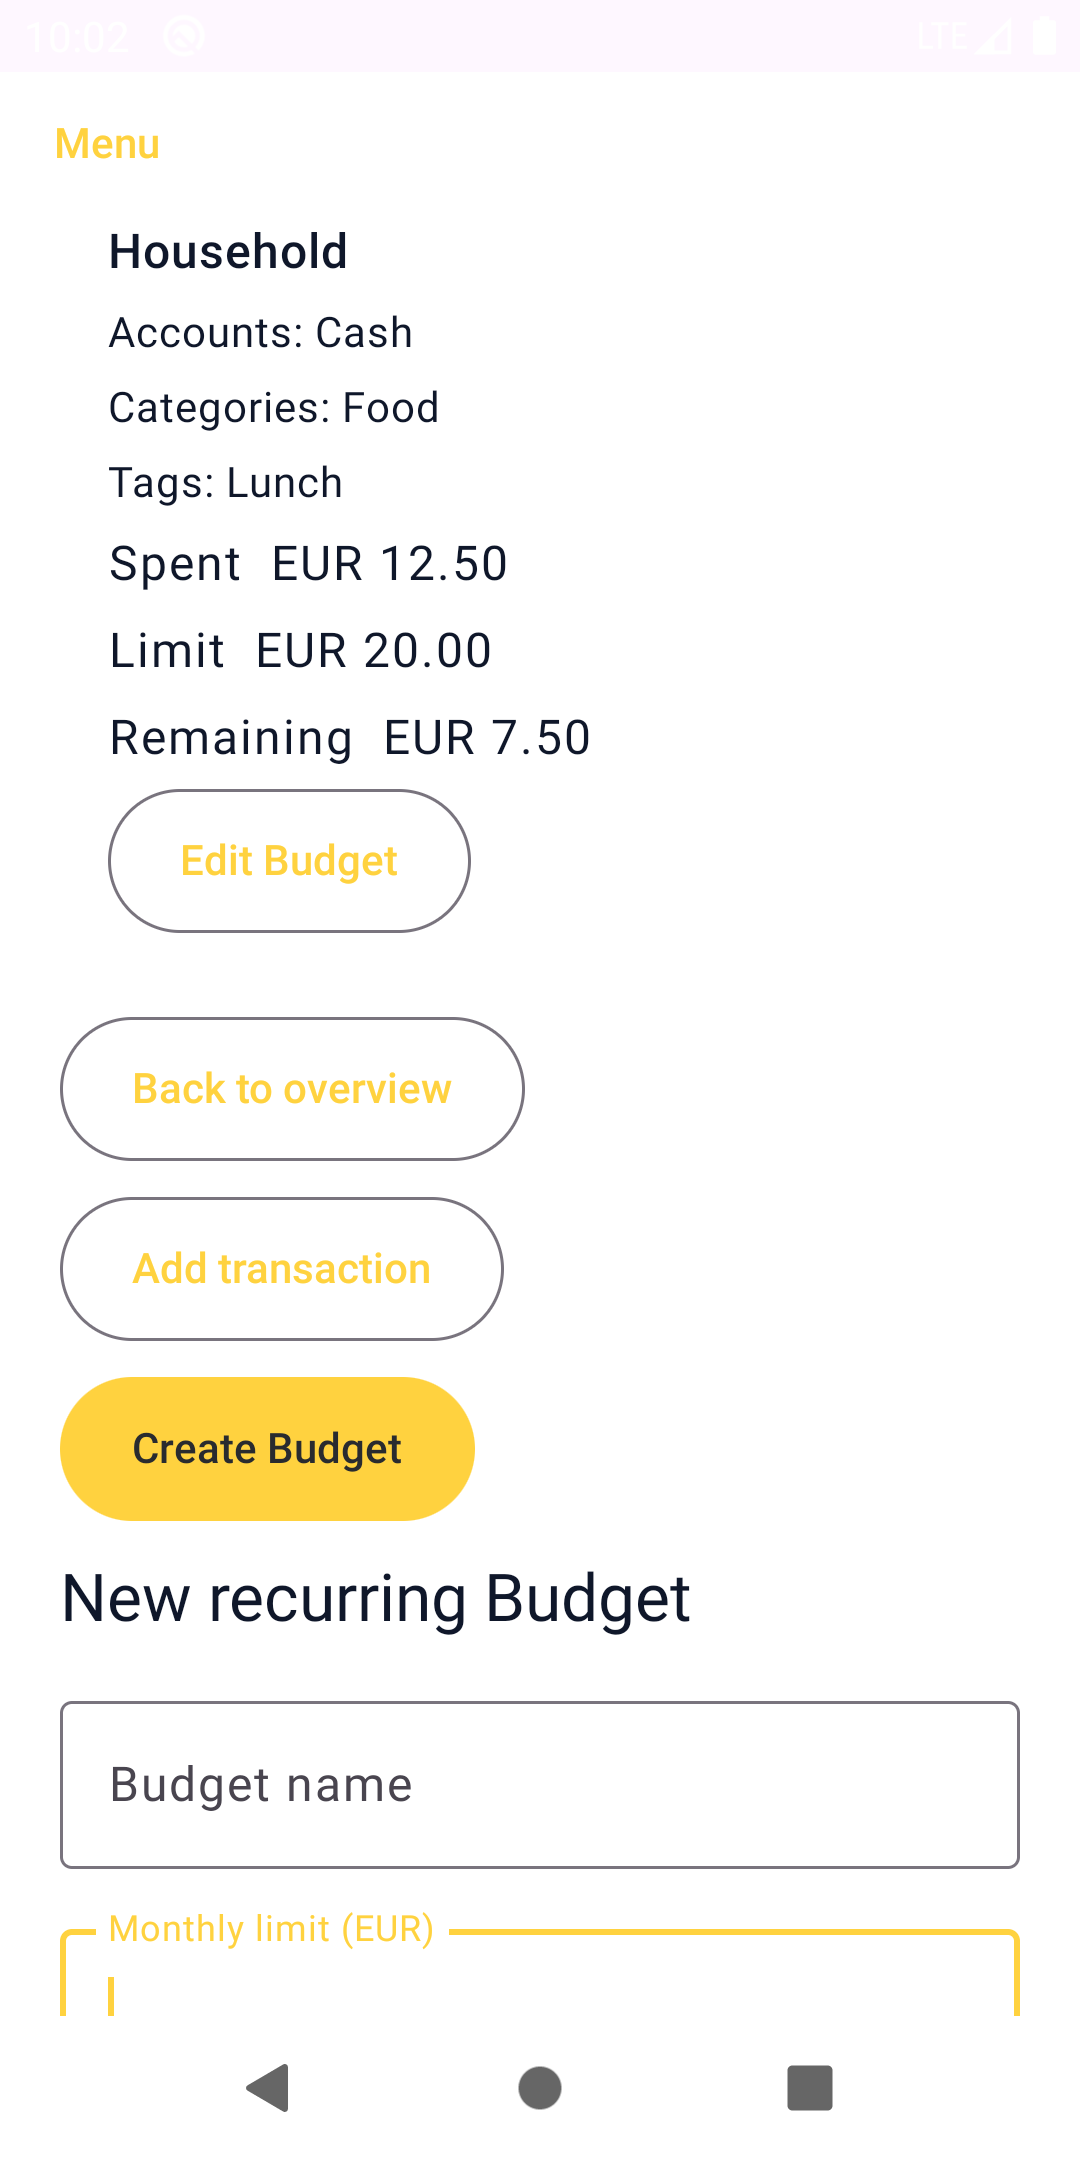 10:02 LTE
Menu
Household
Accounts: Cash
Categories: Food
Tags: Lunch
Spent EUR 12.50
Limit EUR 20.00
Remaining EUR 7.50
Edit Budget
Back to overview
Add transaction
Create Budget
New recurring Budget
Budget name
Monthly limit (EUR)